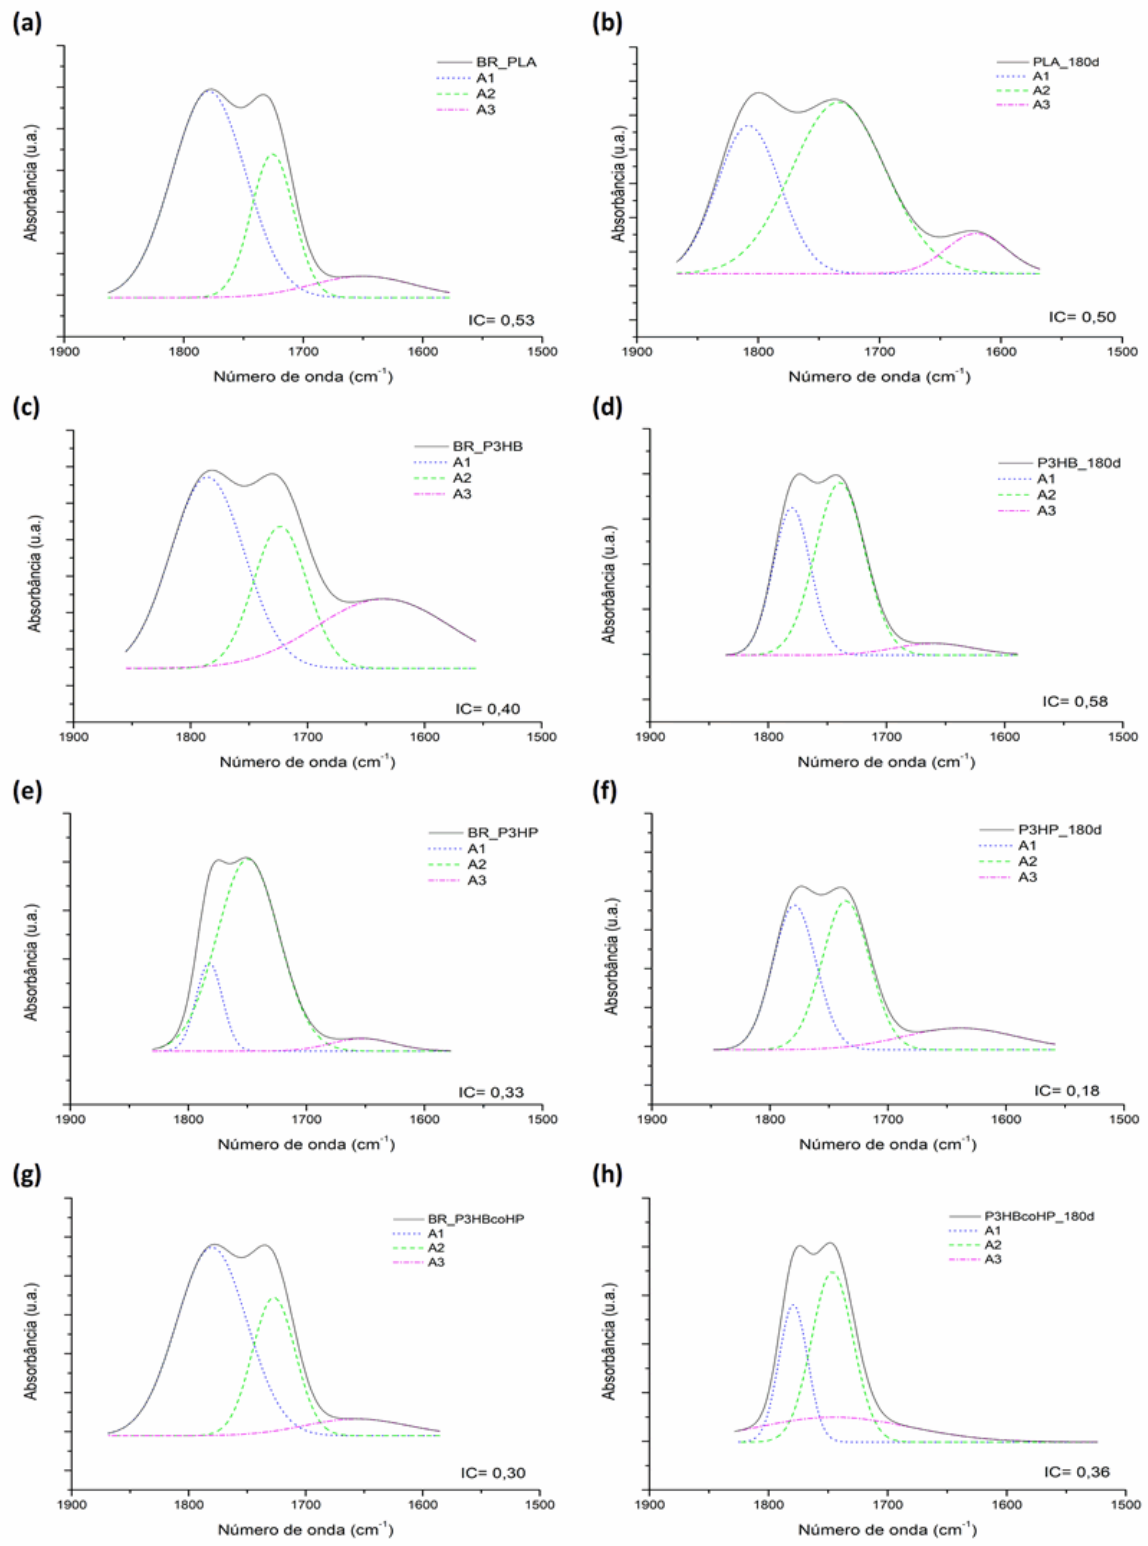 (a)
BR_PLA
A1
A2
A3
Absorbância (u.a.)
IC= 0,53
1900 1800 1700 1600 1500
Número de onda (cm⁻¹)
(b)
PLA_180d
A1
A2
A3
Absorbância (u.a.)
IC= 0,50
1900 1800 1700 1600 1500
Número de onda (cm⁻¹)
(c)
BR_P3HB
A1
A2
A3
Absorbância (u.a.)
IC= 0,40
1900 1800 1700 1600 1500
Número de onda (cm⁻¹)
(d)
P3HB_180d
A1
A2
A3
Absorbância (u.a.)
IC= 0,58
1900 1800 1700 1600 1500
Número de onda (cm⁻¹)
(e)
BR_P3HP
A1
A2
A3
Absorbância (u.a.)
IC= 0,33
1900 1800 1700 1600 1500
Número de onda (cm⁻¹)
(f)
P3HP_180d
A1
A2
A3
Absorbância (u.a.)
IC= 0,18
1900 1800 1700 1600 1500
Número de onda (cm⁻¹)
(g)
BR_P3HBcoHP
A1
A2
A3
Absorbância (u.a.)
IC= 0,30
1900 1800 1700 1600 1500
Número de onda (cm⁻¹)
(h)
P3HBcoHP_180d
A1
A2
A3
Absorbância (u.a.)
IC= 0,36
1900 1800 1700 1600 1500
Número de onda (cm⁻¹)